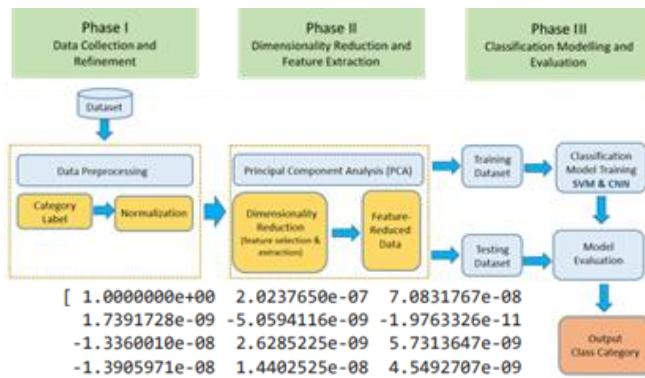 Phase I
Data Collection and
Refinement
Phase II
Dimensionality Reduction and
Feature Extraction
Phase III
Classification Modelling and
Evaluation
Dataset
Data Preprocessing
Category
Label
Normalization
Principal Component Analysis (PCA)
Dimensionality
Reduction
(feature selection &
extraction)
Feature-
Reduced
Data
Training
Dataset
Classification
Model Training
SVM & CNN
Testing
Dataset
Model
Evaluation
Output
Class Category
[ 1.0000000e+00 2.0237650e-07 7.0831767e-08
1.7391728e-09 -5.0594116e-09 -1.9763326e-11
-1.3360010e-08 2.6285225e-09 5.7313647e-09
-1.3905971e-08 1.4402525e-08 4.5492707e-09